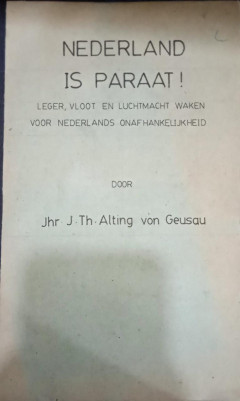 NEDERLAND
IS PARAAT!
LEGER, VLOOT EN LUCHTMACHT WAKEN
VOOR NEDERLANDS ONAFHANKELIJKHEID
DOOR
Jhr J. Th. Alting von Geusau